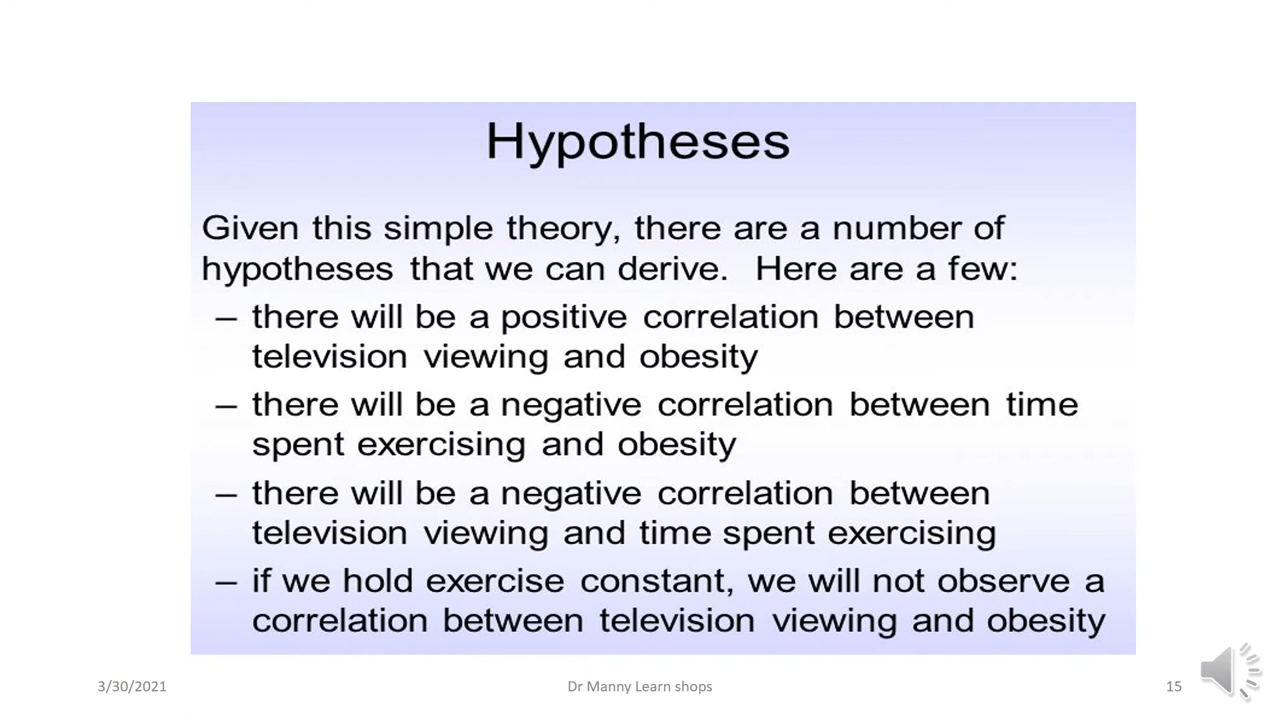 Hypotheses
Given this simple theory, there are a number of
hypotheses that we can derive. Here are a few:
– there will be a positive correlation between
television viewing and obesity
– there will be a negative correlation between time
spent exercising and obesity
– there will be a negative correlation between
television viewing and time spent exercising
– if we hold exercise constant, we will not observe a
correlation between television viewing and obesity
3/30/2021
Dr Manny Learn shops
15